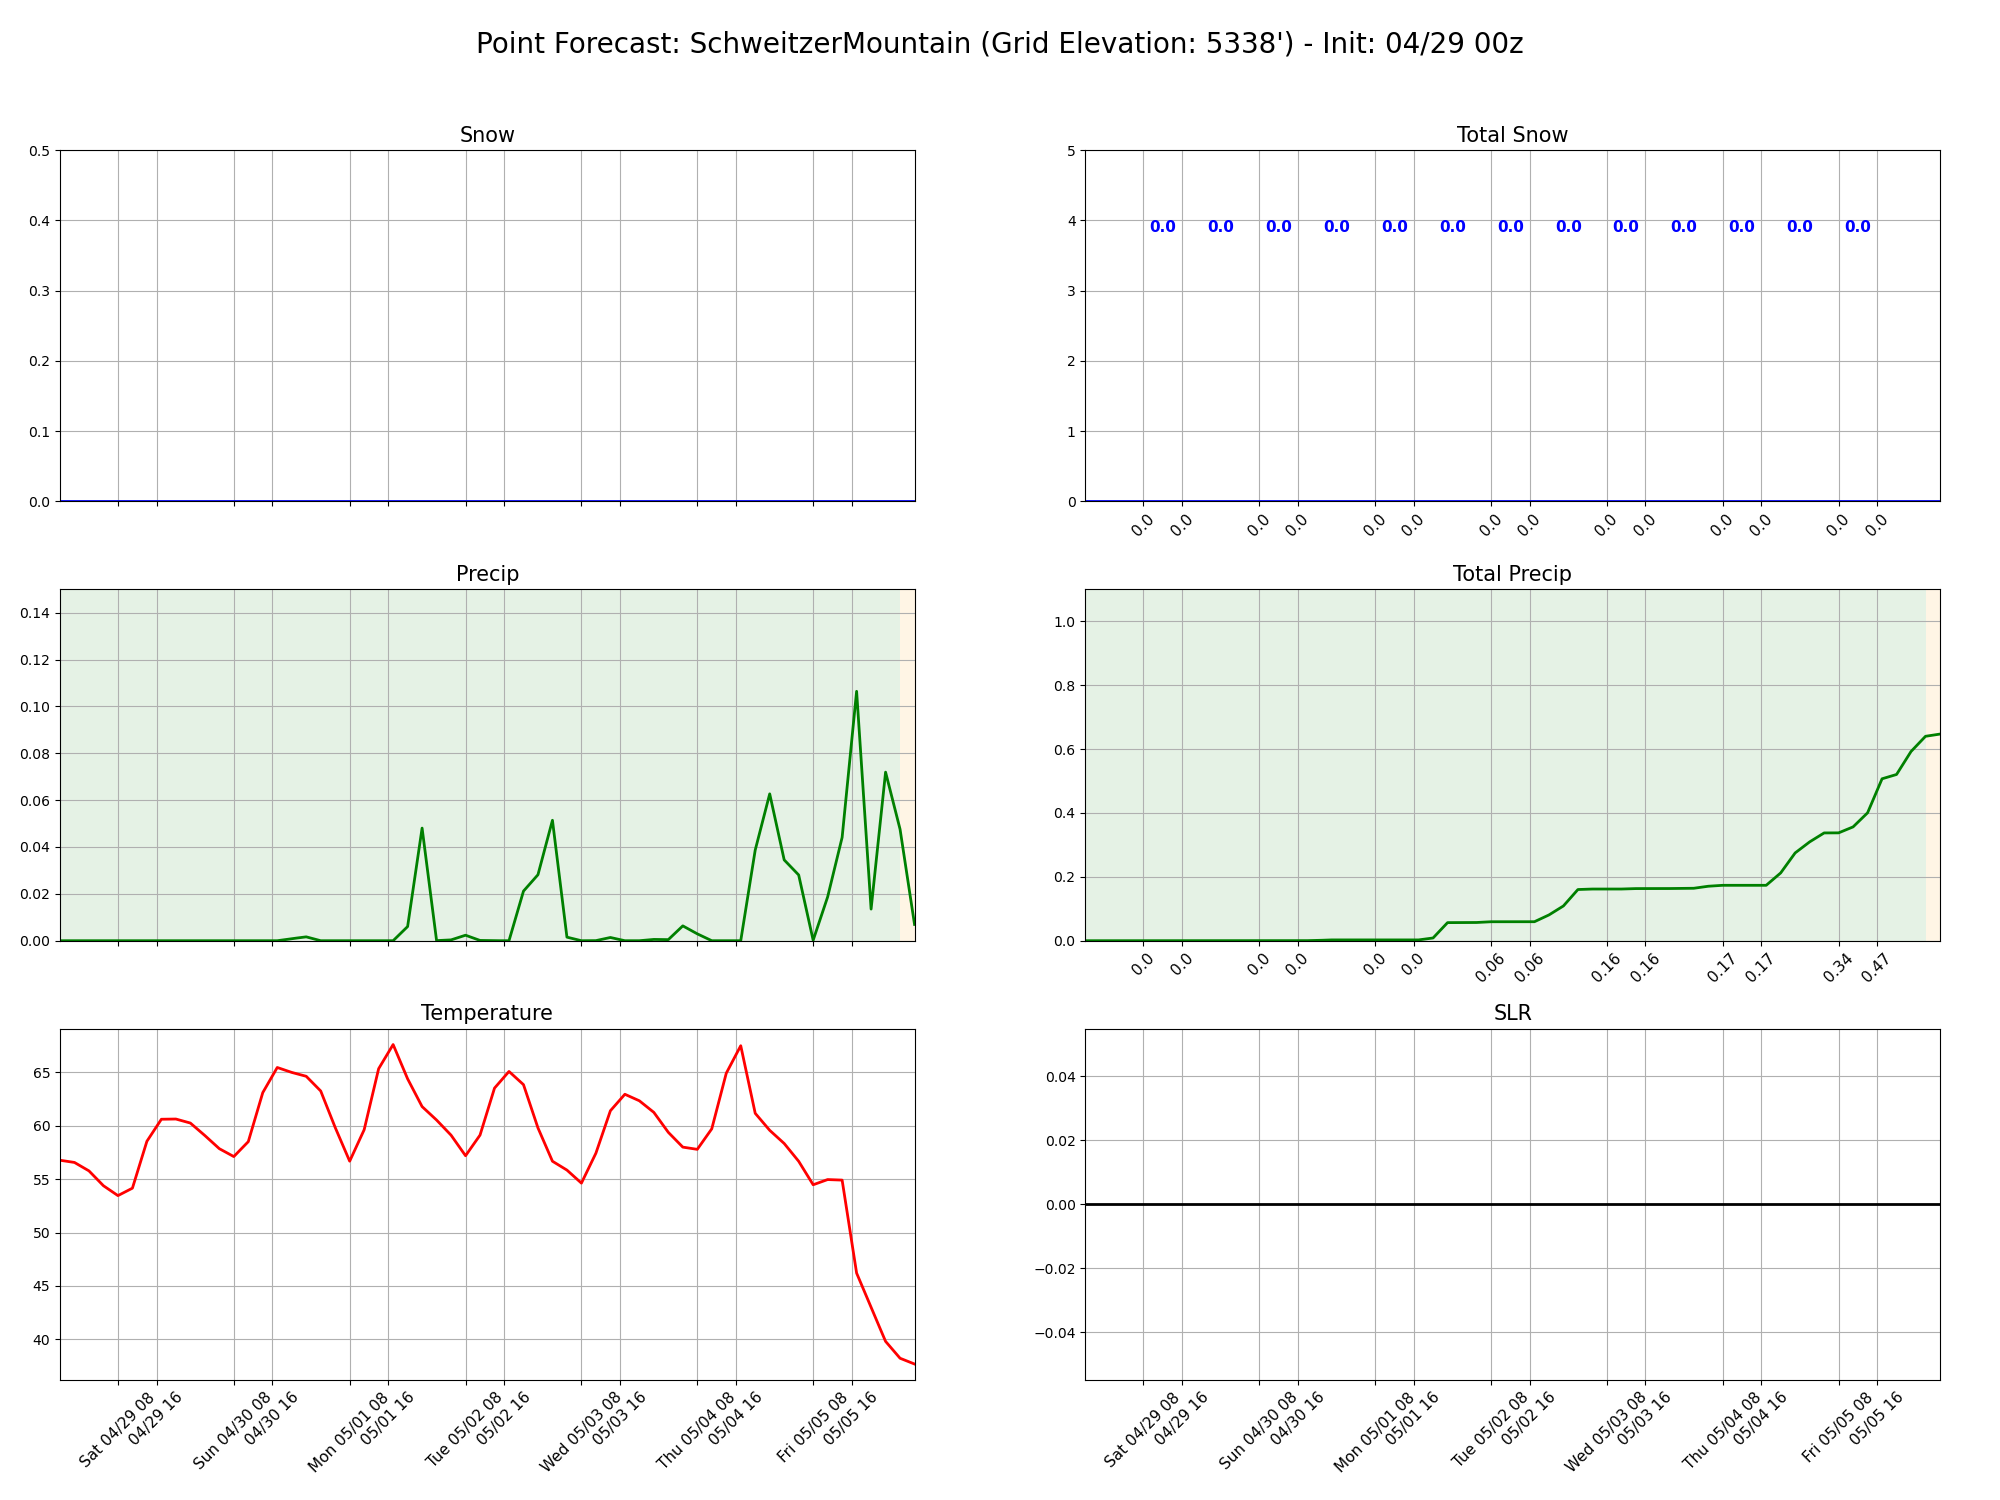 Point Forecast: SchweitzerMountain (Grid Elevation: 5338') - Init: 04/29 00z
Snow
0.5
0.4
0.3
0.2
0.1
0.0
Total Snow
5
4
3
2
1
0
0.0 0.0 0.0 0.0 0.0 0.0 0.0 0.0 0.0 0.0 0.0 0.0 0.0
0.0 0.0 0.0 0.0 0.0 0.0 0.0 0.0 0.0 0.0 0.0 0.0 0.0 0.0
Precip
0.14
0.12
0.10
0.08
0.06
0.04
0.02
0.00
Total Precip
1.0
0.8
0.6
0.4
0.2
0.0
0.0 0.0 0.0 0.0 0.0 0.0 0.06 0.06 0.16 0.16 0.17 0.17 0.34 0.47
Temperature
65
60
55
50
45
40
Sat 04/29 08
04/29 16
Sun 04/30 08
04/30 16
Mon 05/01 08
05/01 16
Tue 05/02 08
05/02 16
Wed 05/03 08
05/03 16
Thu 05/04 08
05/04 16
Fri 05/05 08
05/05 16
SLR
0.04
0.02
0.00
−0.02
−0.04
Sat 04/29 08
04/29 16
Sun 04/30 08
04/30 16
Mon 05/01 08
05/01 16
Tue 05/02 08
05/02 16
Wed 05/03 08
05/03 16
Thu 05/04 08
05/04 16
Fri 05/05 08
05/05 16